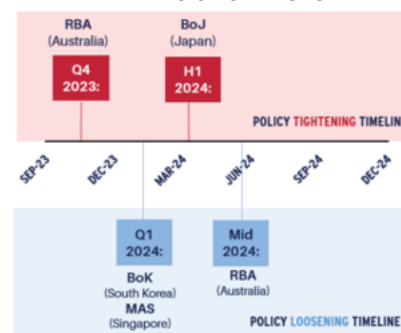 RBA
(Australia)
BoJ
(Japan)
Q4
2023:
H1
2024:
POLICY TIGHTENING TIMELIN
SEP-23
DEC-23
MAR-24
JUN-24
SEP-24
DEC-24
Q1
2024:
Mid
2024:
BoK
(South Korea)
MAS
(Singapore)
RBA
(Australia)
POLICY LOOSENING TIMELINE